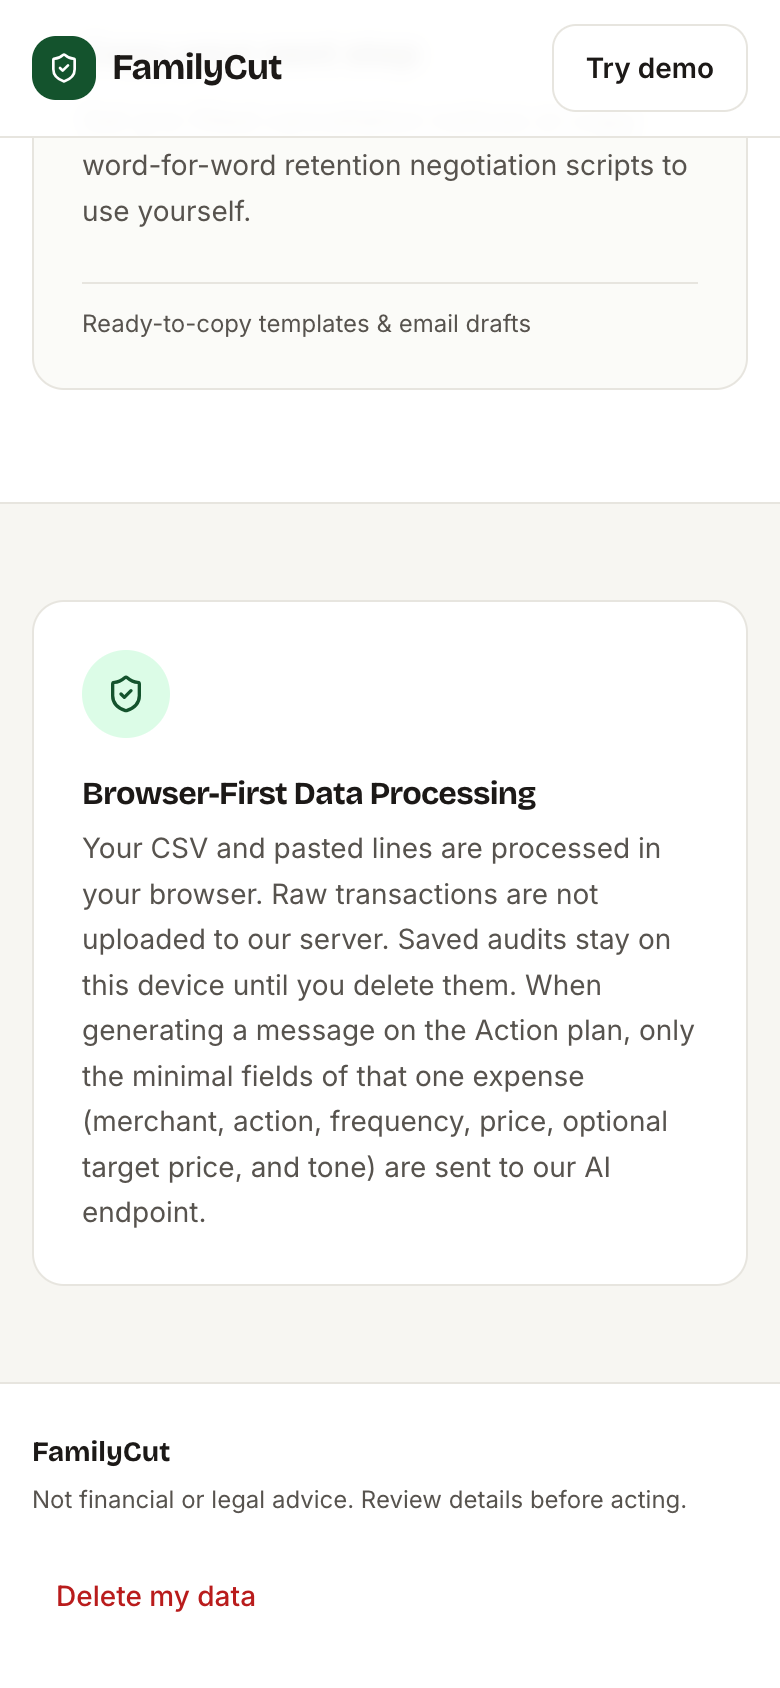 FamilyCut
Try demo
word-for-word retention negotiation scripts to
use yourself.
Ready-to-copy templates & email drafts
Browser-First Data Processing
Your CSV and pasted lines are processed in
your browser. Raw transactions are not
uploaded to our server. Saved audits stay on
this device until you delete them. When
generating a message on the Action plan, only
the minimal fields of that one expense
(merchant, action, frequency, price, optional
target price, and tone) are sent to our AI
endpoint.
FamilyCut
Not financial or legal advice. Review details before acting.
Delete my data